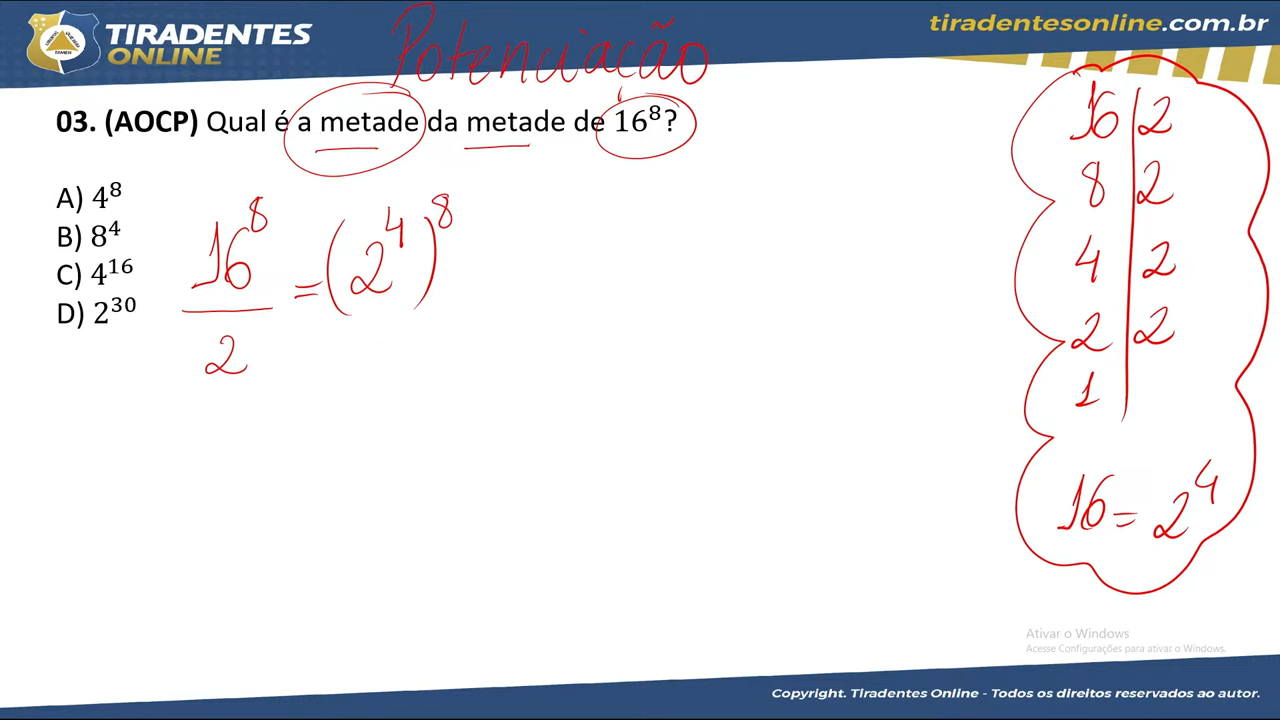 TIRADENTES
ONLINE
tiradentesonline.com.br
Potenciação
03. (AOCP) Qual é a metade da metade de 16⁸?
A) 4⁸
B) 8⁴
C) 4¹⁶
D) 2³⁰
16⁸/2 = (2⁴)⁸
16 | 2
8 | 2
4 | 2
2 | 2
1
16 = 2⁴
Ativar o Windows
Acesse Configurações para ativar o Windows.
Copyright. Tiradentes Online - Todos os direitos reservados ao autor.